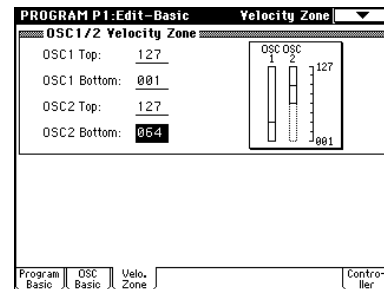 PROGRAM P1:Edit-Basic Velocity Zone
OSC1/2 Velocity Zone
OSC1 Top: 127
OSC1 Bottom: 001
OSC2 Top: 127
OSC2 Bottom: 064
OSC OSC
1 2
127
001
Program Basic
OSC Basic
Velo. Zone
Contro- ller